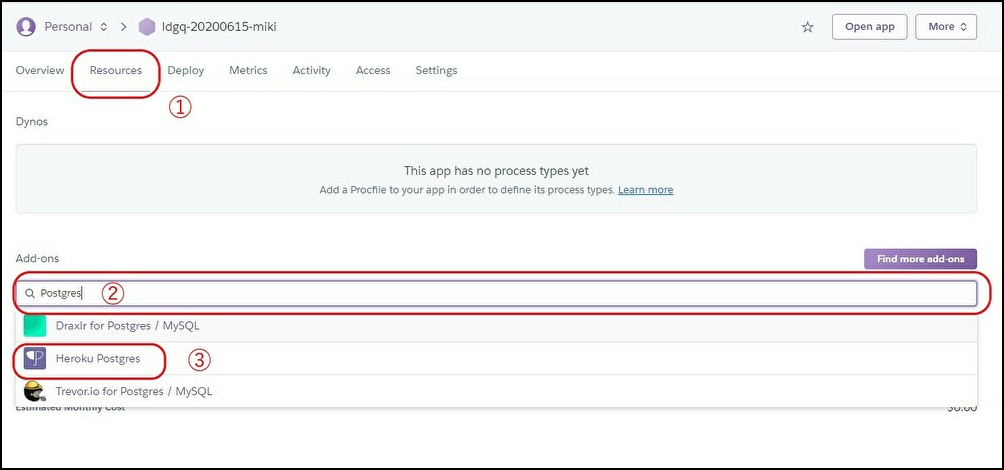 Personal ldgq-20200615-miki Open app More
Overview Resources Deploy Metrics Activity Access Settings
①
Dynos
This app has no process types yet
Add a Procfile to your app in order to define its process types. Learn more
Add-ons Find more add-ons
Postgres ②
Draxlr for Postgres / MySQL
Heroku Postgres ③
Trevor.io for Postgres / MySQL
Estimated Monthly Cost $0.00